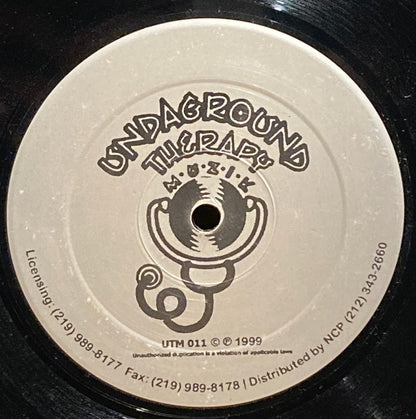 UNDAGROUND
THERAPY
M·U·Z·I·K
UTM 011 © ℗ 1999
Unauthorized duplication is a violation of applicable laws
Licensing: (219) 989-8177 Fax: (219) 989-8178 | Distributed by NCP (212) 343-2660